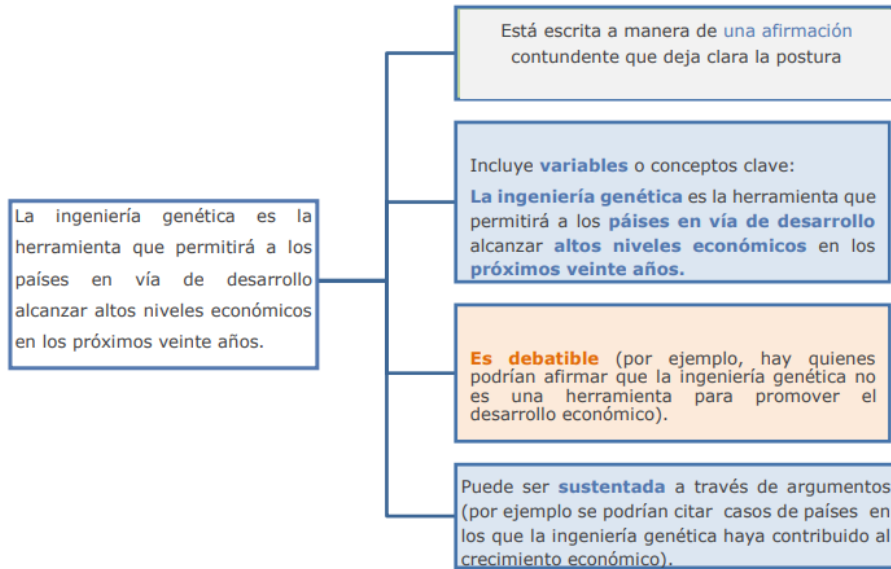 La ingeniería genética es la
herramienta que permitirá a los
países en vía de desarrollo
alcanzar altos niveles económicos
en los próximos veinte años.
Está escrita a manera de una afirmación
contundente que deja clara la postura
Incluye variables o conceptos clave:
La ingeniería genética es la herramienta que
permitirá a los páises en vía de desarrollo
alcanzar altos niveles económicos en los
próximos veinte años.
Es debatible (por ejemplo, hay quienes
podrían afirmar que la ingeniería genética no
es una herramienta para promover el
desarrollo económico).
Puede ser sustentada a través de argumentos
(por ejemplo se podrían citar casos de países en
los que la ingeniería genética haya contribuido al
crecimiento económico).